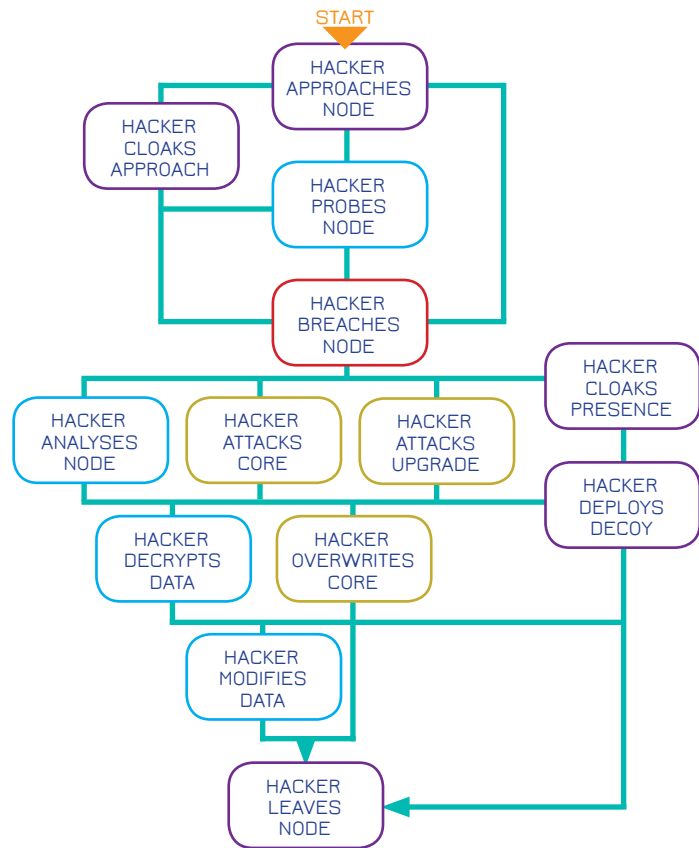 START
HACKER
APPROACHES
NODE
HACKER
CLOAKS
APPROACH
HACKER
PROBES
NODE
HACKER
BREACHES
NODE
HACKER
CLOAKS
PRESENCE
HACKER
ANALYSES
NODE
HACKER
ATTACKS
CORE
HACKER
ATTACKS
UPGRADE
HACKER
DEPLOYS
DECOY
HACKER
DECRYPTS
DATA
HACKER
OVERWRITES
CORE
HACKER
MODIFIES
DATA
HACKER
LEAVES
NODE